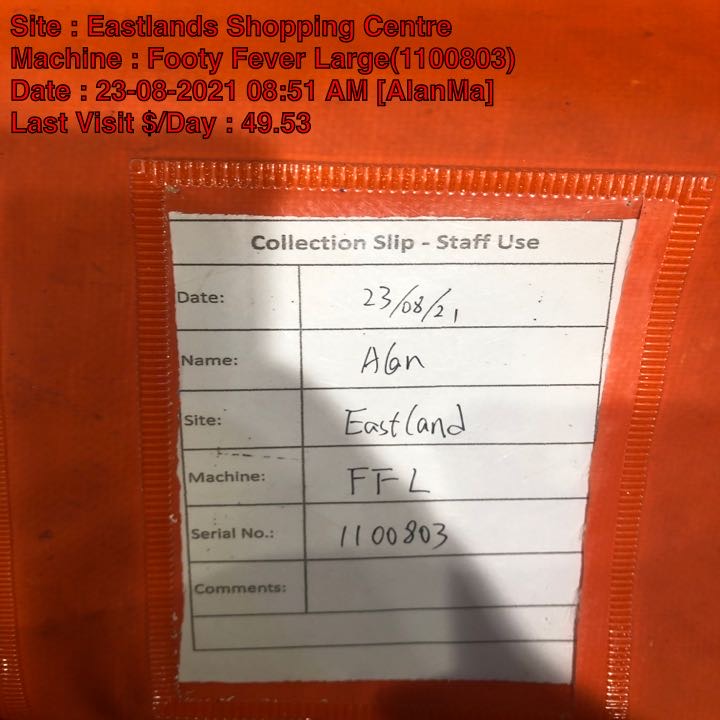 Site : Eastlands Shopping Centre
Machine : Footy Fever Large(1100803)
Date : 23-08-2021 08:51 AM [AlanMa]
Last Visit $/Day : 49.53
Collection Slip - Staff Use
Date: 23/08/21
Name: Alan
Site: Eastland
Machine: FFL
Serial No.: 1100803
Comments: